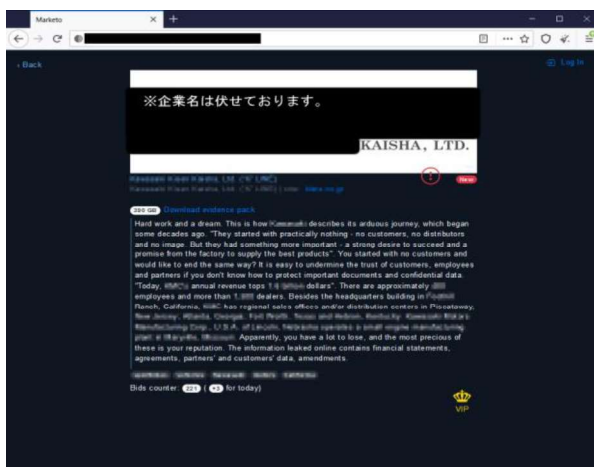 Marketo
‹ Back
Log In
※企業名は伏せております。
KAISHA, LTD.
New
200 GB Download evidence pack
Hard work and a dream. This is how describes its arduous journey, which began
some decades ago. "They started with practically nothing - no customers, no distributors
and no image. But they had something more important - a strong desire to succeed and a
promise from the factory to supply the best products". You started with no customers and
would like to end the same way? It is easy to undermine the trust of customers, employees
and partners if you don't know how to protect important documents and confidential data.
"Today, annual revenue tops dollars". There are approximately
employees and more than dealers. Besides the headquarters building in
Ranch, California, has regional sales offices and/or distribution centers in Piscataway,
Apparently, you have a lot to lose, and the most precious of
these is your reputation. The information leaked online contains financial statements,
agreements, partners' and customers' data, amendments.
Bids counter: 221 ( +3 for today)
VIP